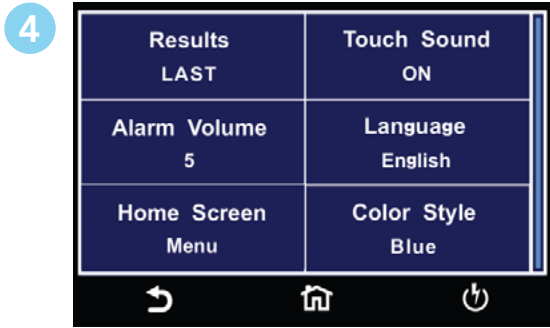 4
Results
LAST
Touch Sound
ON
Alarm Volume
5
Language
English
Home Screen
Menu
Color Style
Blue